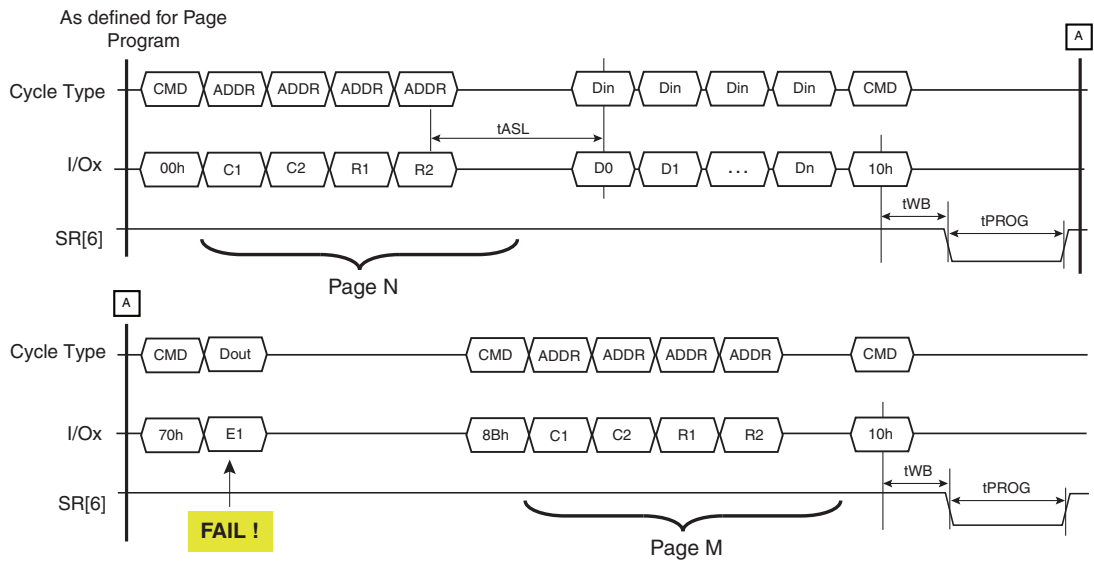 As defined for Page
Program
A
Cycle Type CMD ADDR ADDR ADDR ADDR Din Din Din Din CMD
tASL
I/Ox 00h C1 C2 R1 R2 D0 D1 ... Dn 10h
tWB
tPROG
SR[6]
Page N
A
Cycle Type CMD Dout CMD ADDR ADDR ADDR ADDR CMD
I/Ox 70h E1 8Bh C1 C2 R1 R2 10h
tWB
tPROG
SR[6]
FAIL !
Page M